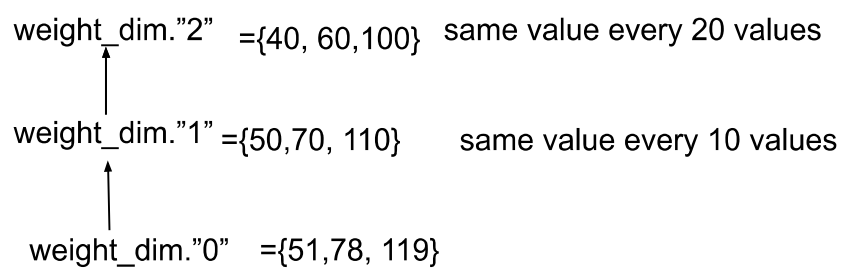 weight_dim.”2” ={40, 60,100} same value every 20 values
weight_dim.”1” ={50,70, 110} same value every 10 values
weight_dim.”0” ={51,78, 119}